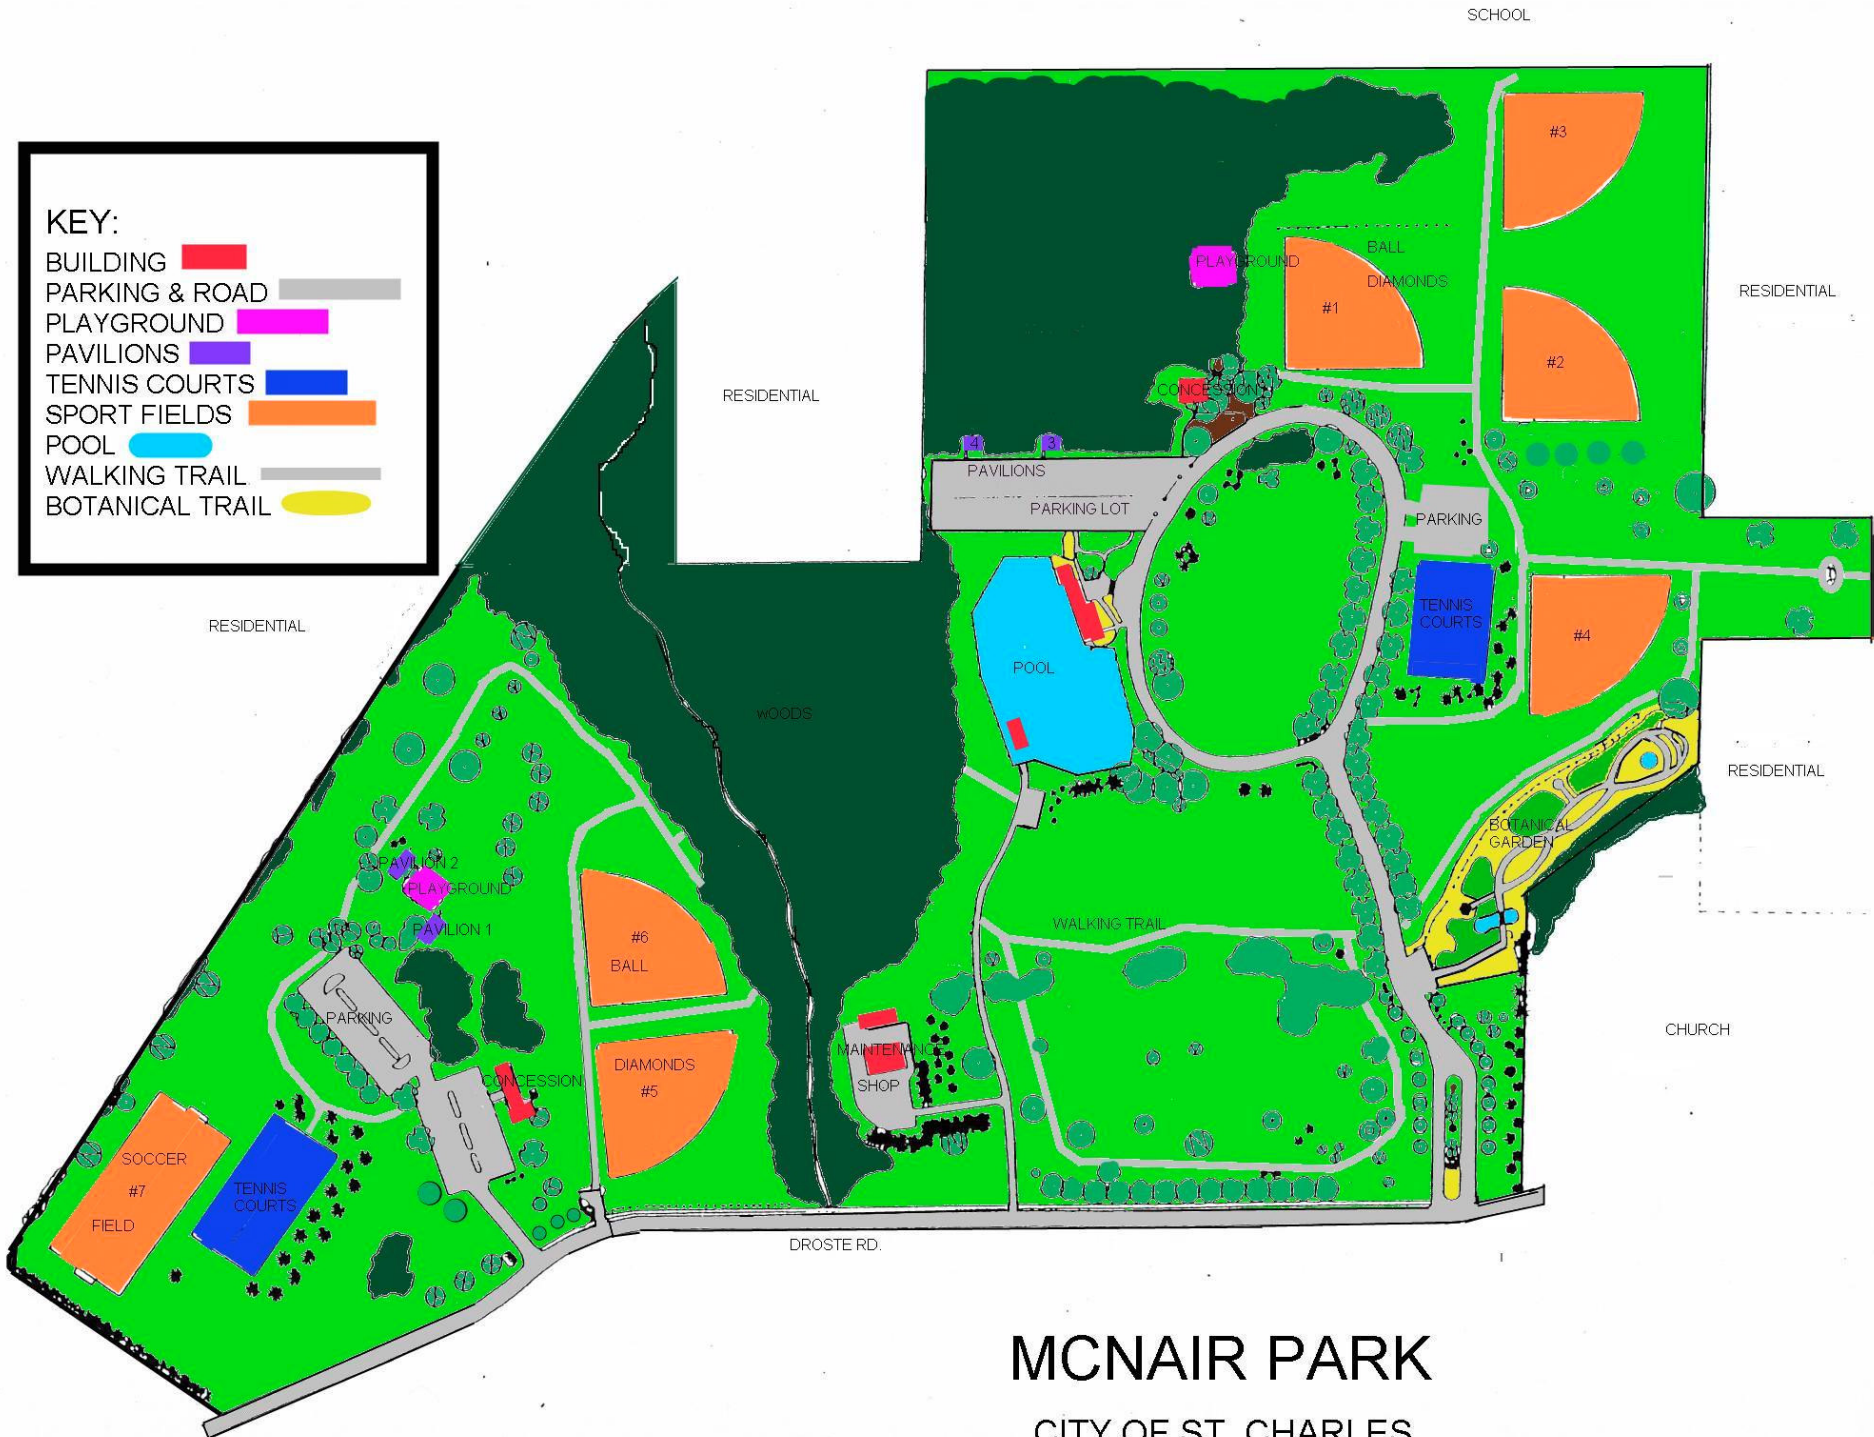 SCHOOL
KEY:
BUILDING
PARKING & ROAD
PLAYGROUND
PAVILIONS
TENNIS COURTS
SPORT FIELDS
POOL
WALKING TRAIL
BOTANICAL TRAIL
#3
PLAYGROUND
BALL
DIAMONDS
#1
RESIDENTIAL
#2
RESIDENTIAL
CONCESSION
4
3
PAVILIONS
PARKING LOT
PARKING
RESIDENTIAL
TENNIS
COURTS
#4
POOL
wOODS
RESIDENTIAL
BOTANICAL
GARDEN
PAVILION 2
PLAYGROUND
PAVILION 1
WALKING TRAIL
#6
BALL
PARKING
MAINTENANCE
SHOP
CHURCH
DIAMONDS
#5
CONCESSION
SOCCER
#7
FIELD
TENNIS
COURTS
DROSTE RD.
MCNAIR PARK
CITY OF ST. CHARLES